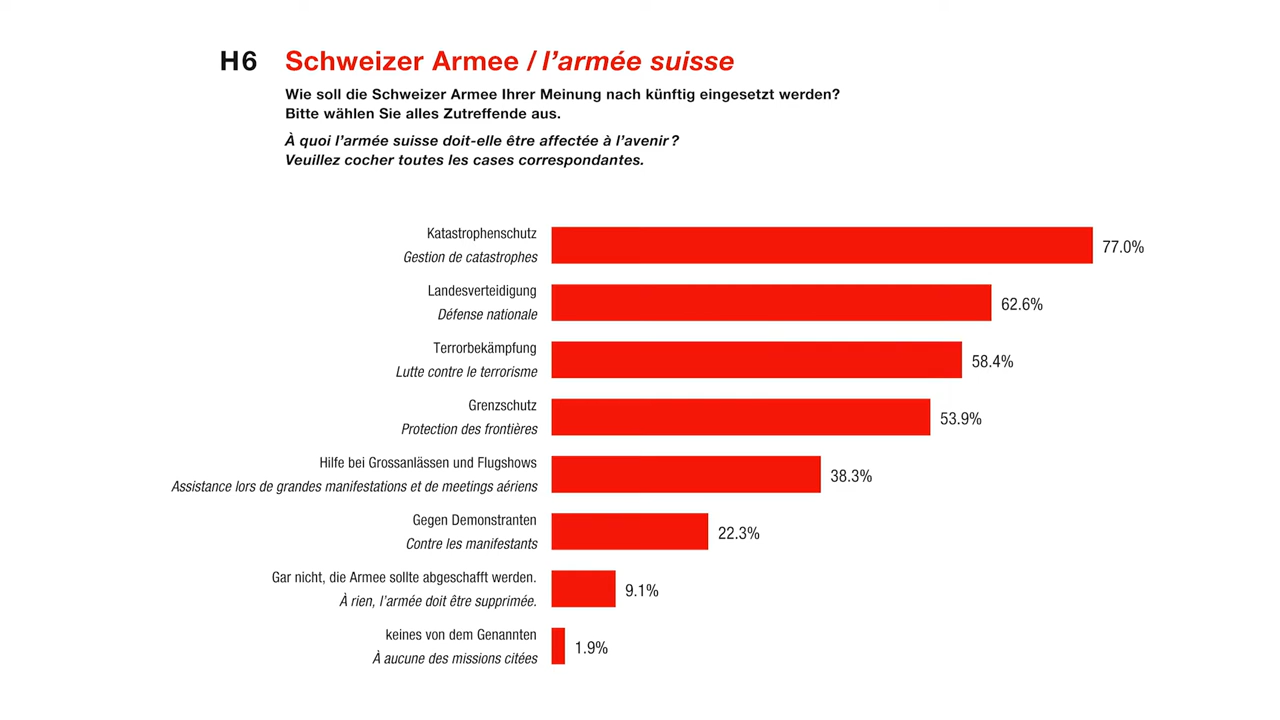 H6 Schweizer Armee / l'armée suisse
Wie soll die Schweizer Armee Ihrer Meinung nach künftig eingesetzt werden?
Bitte wählen Sie alles Zutreffende aus.
À quoi l'armée suisse doit-elle être affectée à l'avenir ?
Veuillez cocher toutes les cases correspondantes.
Katastrophenschutz
Gestion de catastrophes
77.0%
Landesverteidigung
Défense nationale
62.6%
Terrorbekämpfung
Lutte contre le terrorisme
58.4%
Grenzschutz
Protection des frontières
53.9%
Hilfe bei Grossanlässen und Flugshows
Assistance lors de grandes manifestations et de meetings aériens
38.3%
Gegen Demonstranten
Contre les manifestants
22.3%
Gar nicht, die Armee sollte abgeschafft werden.
À rien, l'armée doit être supprimée.
9.1%
keines von dem Genannten
À aucune des missions citées
1.9%